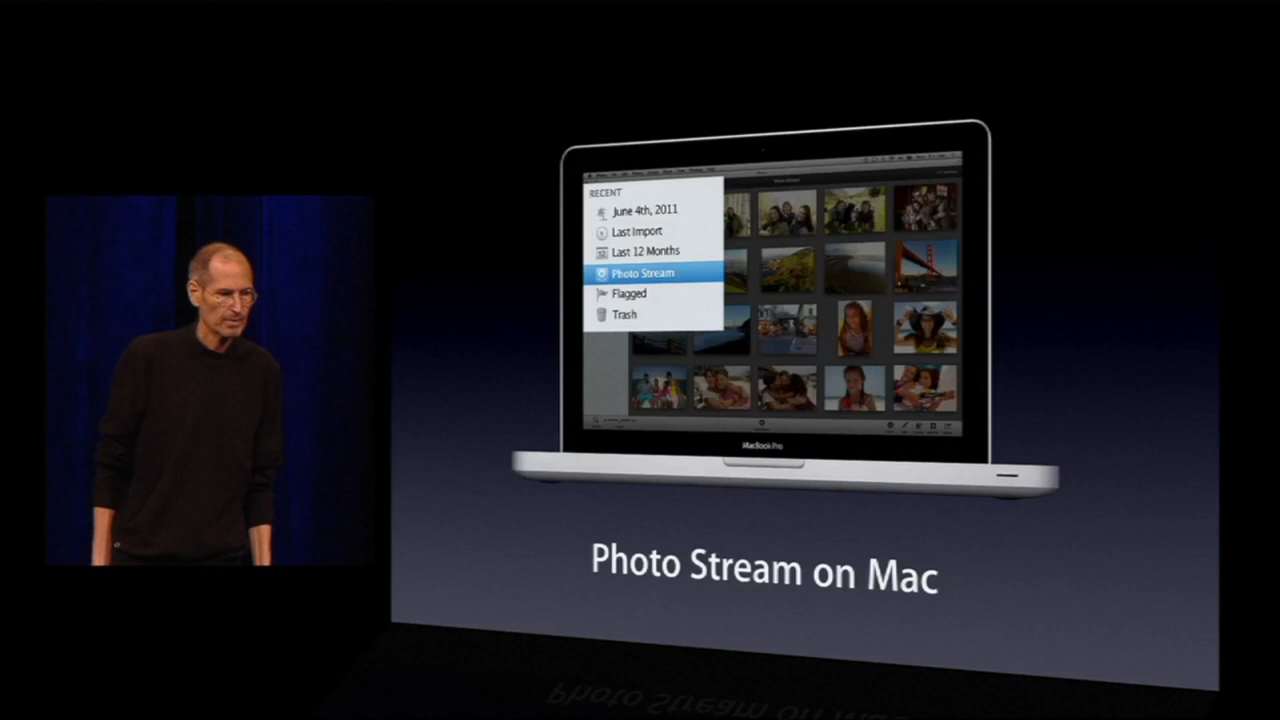 RECENT
June 4th, 2011
Last Import
Last 12 Months
Photo Stream
Flagged
Trash
MacBook Pro
Photo Stream on Mac